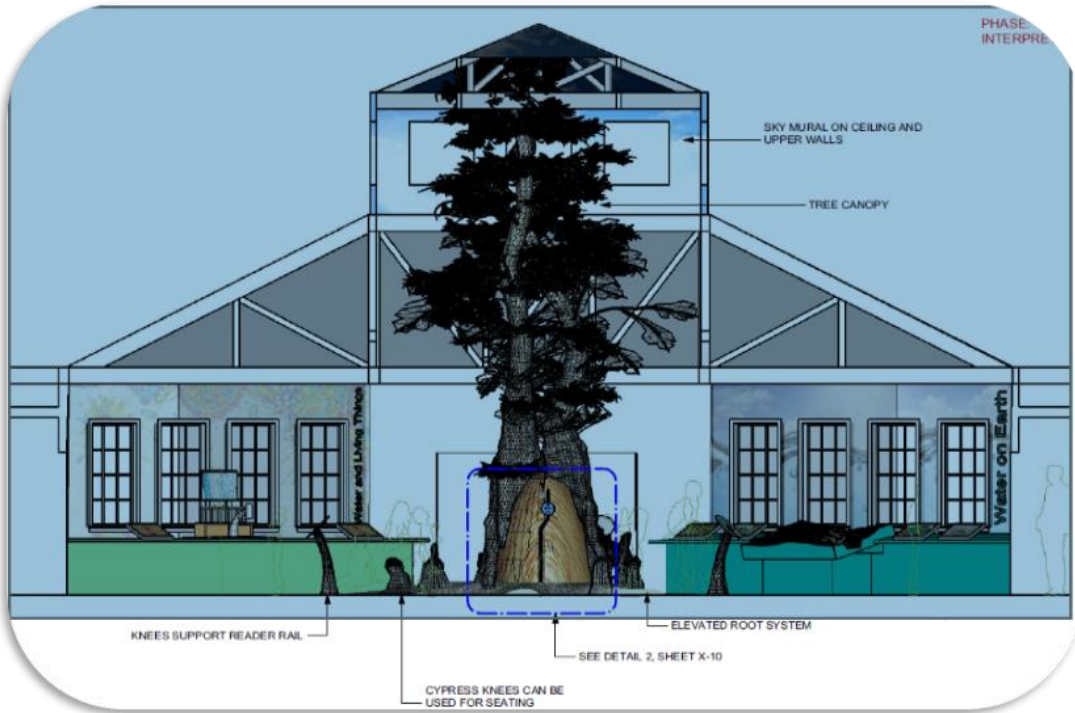 PHASE
INTERPRE
SKY MURAL ON CEILING AND
UPPER WALLS
TREE CANOPY
Water and Living Things
Water on Earth
KNEES SUPPORT READER RAIL
ELEVATED ROOT SYSTEM
SEE DETAIL 2, SHEET X-10
CYPRESS KNEES CAN BE
USED FOR SEATING